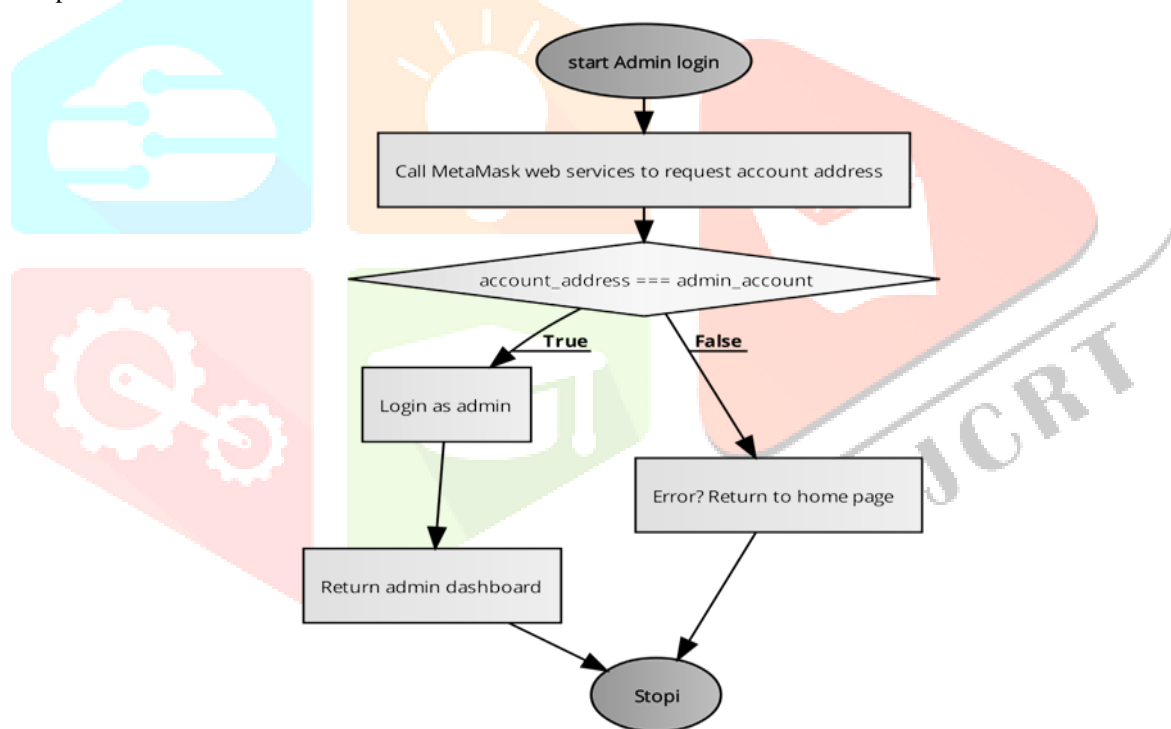 start Admin login
Call MetaMask web services to request account address
account_address === admin_account
True
False
Login as admin
Error? Return to home page
Return admin dashboard
Stopi
JCRT